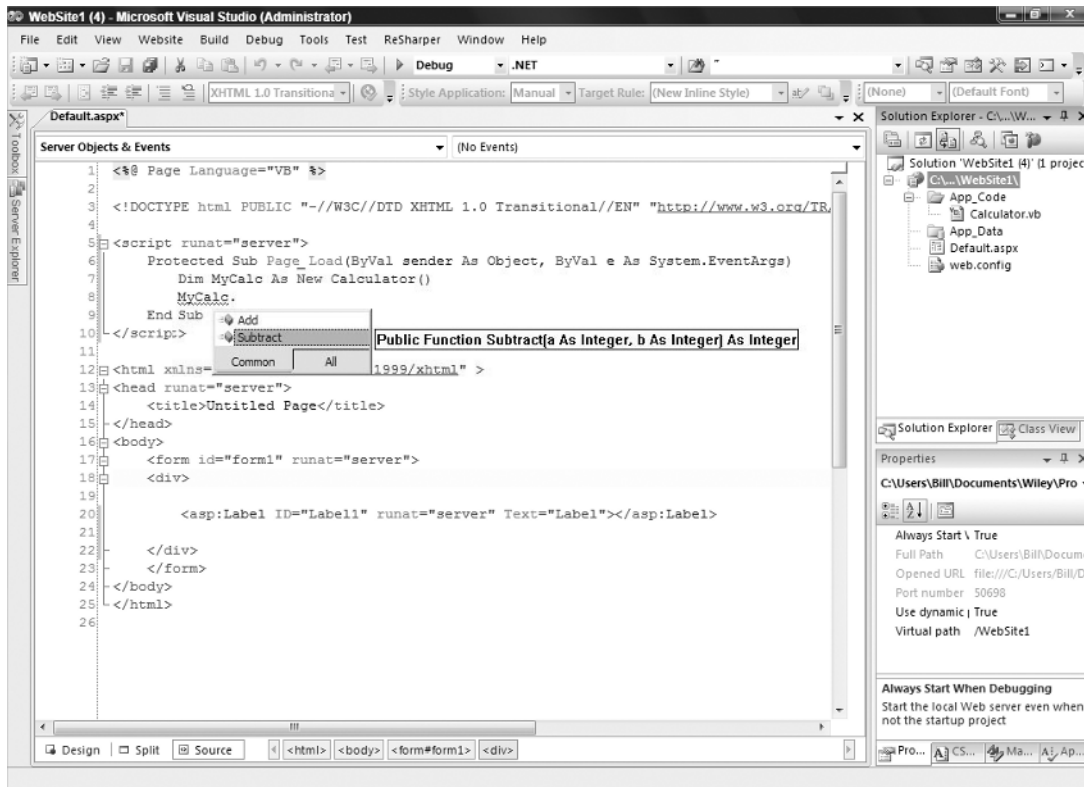 WebSite1 (4) - Microsoft Visual Studio (Administrator)
File Edit View Website Build Debug Tools Test ReSharper Window Help
Debug .NET
XHTML 1.0 Transitiona Style Application: Manual Target Rule: (New Inline Style) (None) (Default Font)
Toolbox
Server Explorer
Default.aspx*
Server Objects & Events (No Events)
1 <%@ Page Language="VB" %>
2
3 <!DOCTYPE html PUBLIC "-//W3C//DTD XHTML 1.0 Transitional//EN" "http://www.w3.org/TR/
4
5 <script runat="server">
6 Protected Sub Page_Load(ByVal sender As Object, ByVal e As System.EventArgs)
7 Dim MyCalc As New Calculator()
8 MyCalc.
9 End Sub
Add
10 </script>
Subtract
Public Function Subtract(a As Integer, b As Integer) As Integer
11
Common All
12 <html xmlns= 1999/xhtml" >
13 <head runat="server">
14 <title>Untitled Page</title>
15 </head>
16 <body>
17 <form id="form1" runat="server">
18 <div>
19
20 <asp:Label ID="Label1" runat="server" Text="Label"></asp:Label>
21
22 </div>
23 </form>
24 </body>
25 </html>
26
Design Split Source <html> <body> <form#form1> <div>
Solution Explorer - C:\...\W...
Solution 'WebSite1 (4)' (1 projec
C:\...\WebSite1\
App_Code
Calculator.vb
App_Data
Default.aspx
web.config
Solution Explorer Class View
Properties
C:\Users\Bill\Documents\Wiley\Pro
Always Start \ True
Full Path C:\Users\Bill\Docum
Opened URL file:///C:/Users/Bill/D
Port number 50698
Use dynamic | True
Virtual path /WebSite1
Always Start When Debugging
Start the local Web server even when
not the startup project
Pro... CS... Ma... Ap...